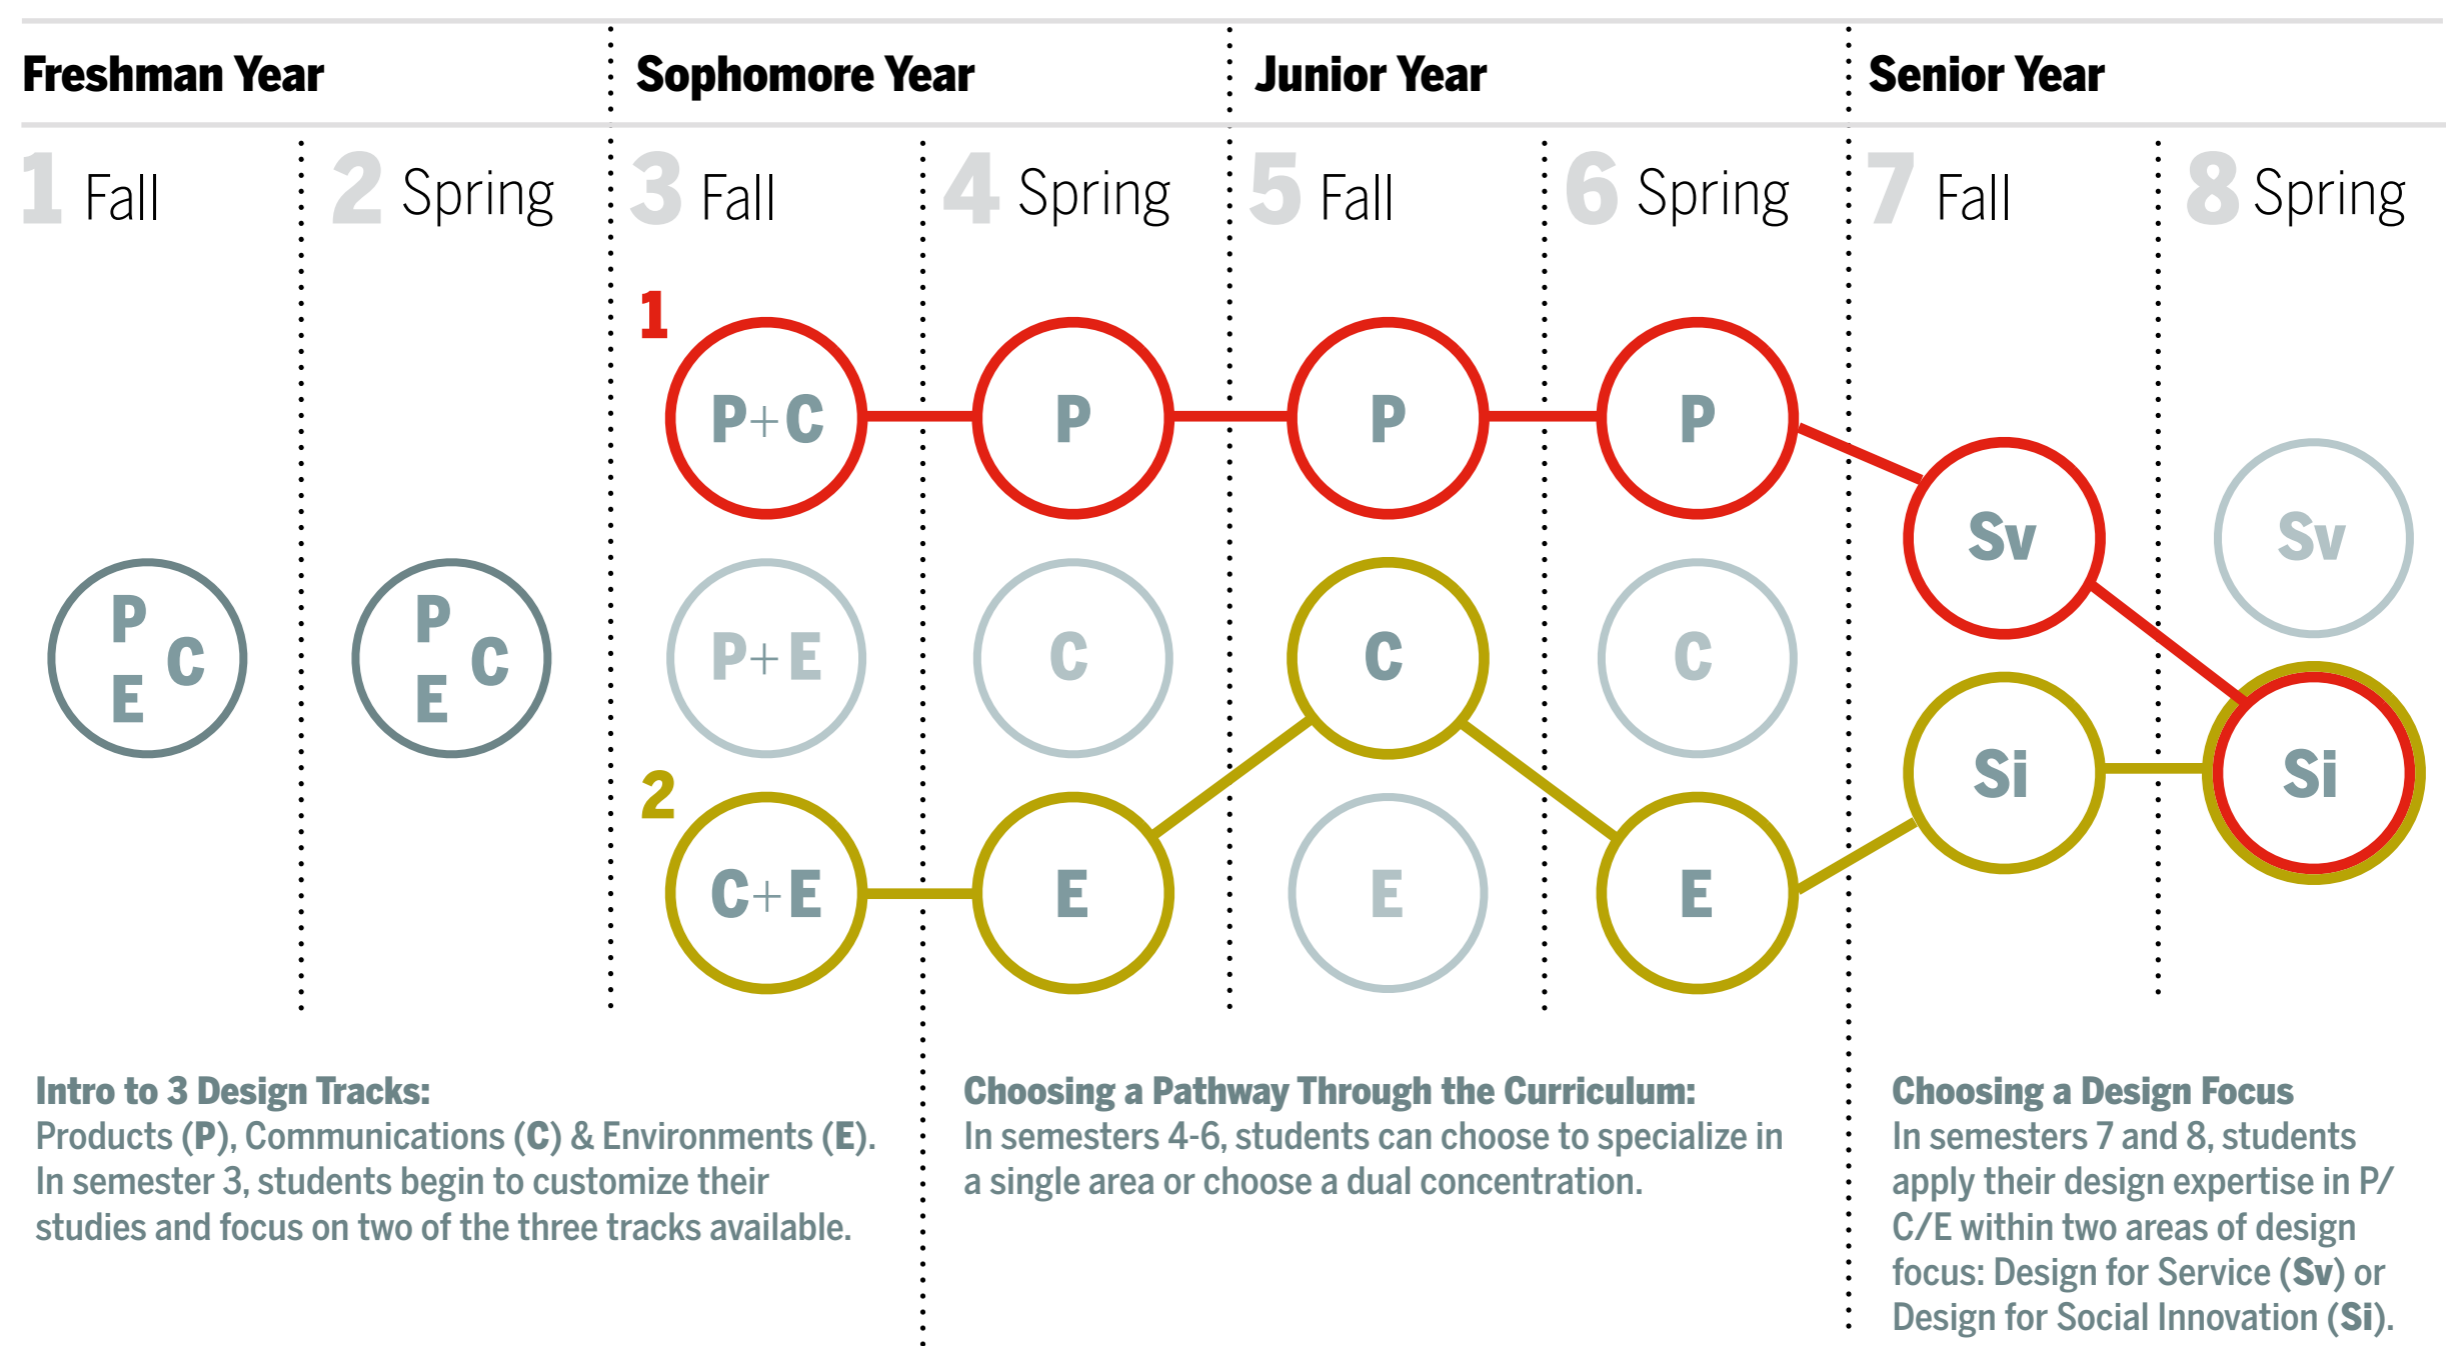 Freshman Year
Sophomore Year
Junior Year
Senior Year
1 Fall
2 Spring
3 Fall
4 Spring
5 Fall
6 Spring
7 Fall
8 Spring
1
P+C
P
P
P
Sv
Sv
P
C
E
P
C
E
P+E
C
C
C
2
C+E
E
E
E
Si
Si
Intro to 3 Design Tracks:
Products (P), Communications (C) & Environments (E).
In semester 3, students begin to customize their
studies and focus on two of the three tracks available.
Choosing a Pathway Through the Curriculum:
In semesters 4-6, students can choose to specialize in
a single area or choose a dual concentration.
Choosing a Design Focus
In semesters 7 and 8, students
apply their design expertise in P/
C/E within two areas of design
focus: Design for Service (Sv) or
Design for Social Innovation (Si).